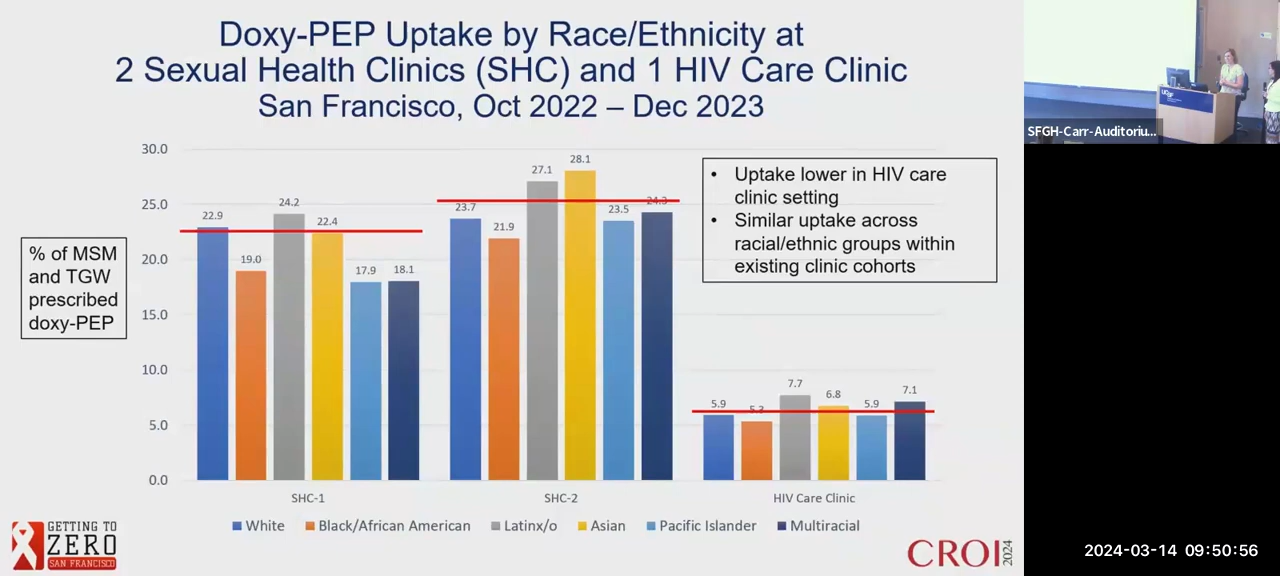 Doxy-PEP Uptake by Race/Ethnicity at
2 Sexual Health Clinics (SHC) and 1 HIV Care Clinic
San Francisco, Oct 2022 – Dec 2023
% of MSM
and TGW
prescribed
doxy-PEP
30.0
25.0
20.0
15.0
10.0
5.0
0.0
22.9
19.0
24.2
22.4
17.9
18.1
23.7
21.9
27.1
28.1
23.5
24.3
5.9
5.3
7.7
6.8
5.9
7.1
• Uptake lower in HIV care
clinic setting
• Similar uptake across
racial/ethnic groups within
existing clinic cohorts
SHC-1
SHC-2
HIV Care Clinic
White
Black/African American
Latinx/o
Asian
Pacific Islander
Multiracial
GETTING TO
ZERO
SAN FRANCISCO
CROI 2024
UCSF
SFGH-Carr-Auditoriu...
2024-03-14 09:50:56